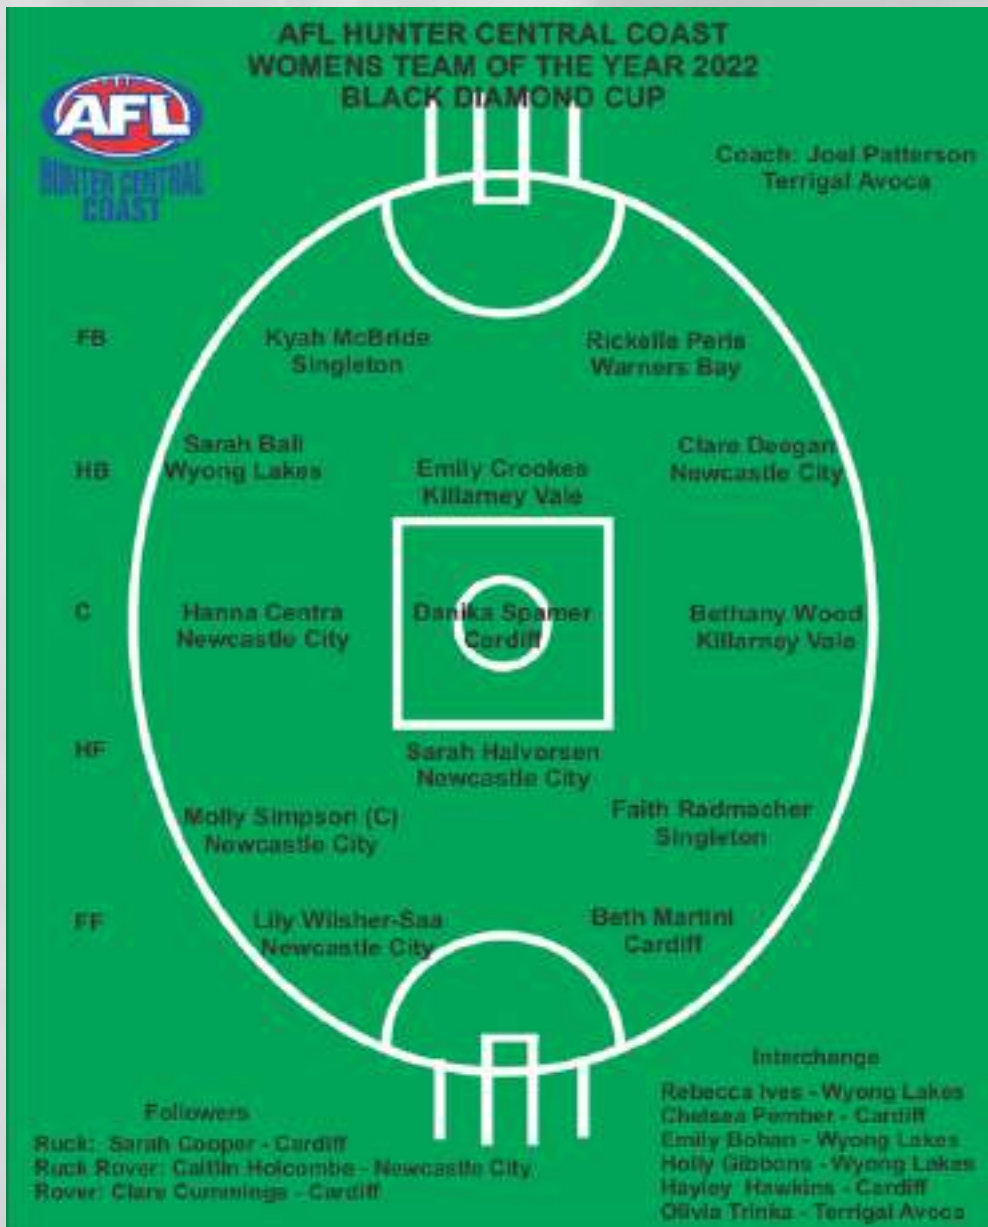 AFL HUNTER CENTRAL COAST
WOMENS TEAM OF THE YEAR 2022
BLACK DIAMOND CUP
AFL
HUNTER CENTRAL
COAST
Coach: Joel Patterson
Terrigal Avoca
FB
Kyah McBride
Singleton
Rickelle Peris
Warners Bay
HB
Sarah Ball
Wyong Lakes
Emily Crookes
Killarney Vale
Clare Deegan
Newcastle City
C
Hanna Centra
Newcastle City
Danika Spamer
Cardiff
Bethany Wood
Killarney Vale
HF
Sarah Halvorsen
Newcastle City
Molly Simpson (C)
Newcastle City
Faith Radmacher
Singleton
FF
Lily Wilsher-Saa
Newcastle City
Beth Martini
Cardiff
Followers
Ruck: Sarah Cooper - Cardiff
Ruck Rover: Caitlin Holcombe - Newcastle City
Rover: Clare Cummings - Cardiff
Interchange
Rebecca Ives - Wyong Lakes
Chelsea Pember - Cardiff
Emily Bohan - Wyong Lakes
Holly Gibbons - Wyong Lakes
Hayley Hawkins - Cardiff
Olivia Trinka - Terrigal Avoca